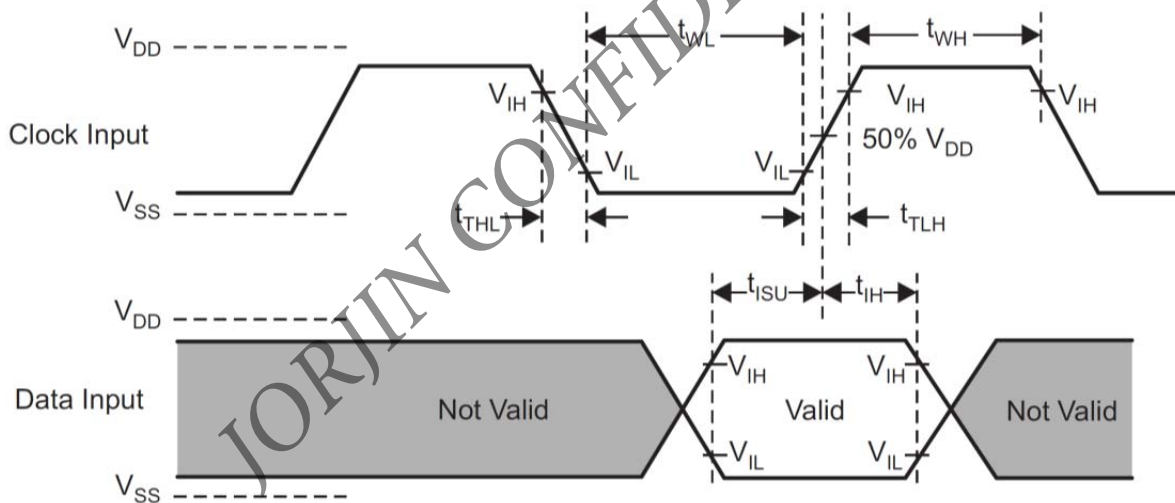 V_DD
t_WL
t_WH
V_IH
V_IH
V_IH
Clock Input
50% V_DD
V_IL
V_IL
V_SS
t_THL
t_TLH
t_ISU
t_IH
V_DD
V_IH
V_IH
Data Input
Not Valid
Valid
Not Valid
V_IL
V_IL
V_SS
JORJIN